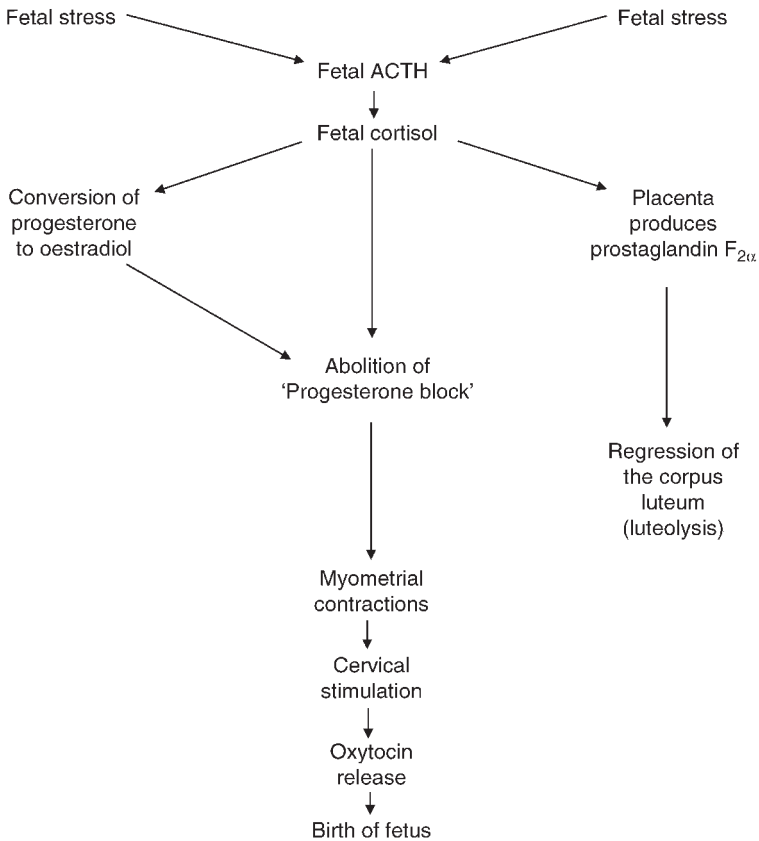 Fetal stress
Fetal stress
Fetal ACTH
Fetal cortisol
Conversion of
progesterone
to oestradiol
Placenta
produces
prostaglandin F2α
Abolition of
‘Progesterone block’
Regression of
the corpus
luteum
(luteolysis)
Myometrial
contractions
Cervical
stimulation
Oxytocin
release
Birth of fetus